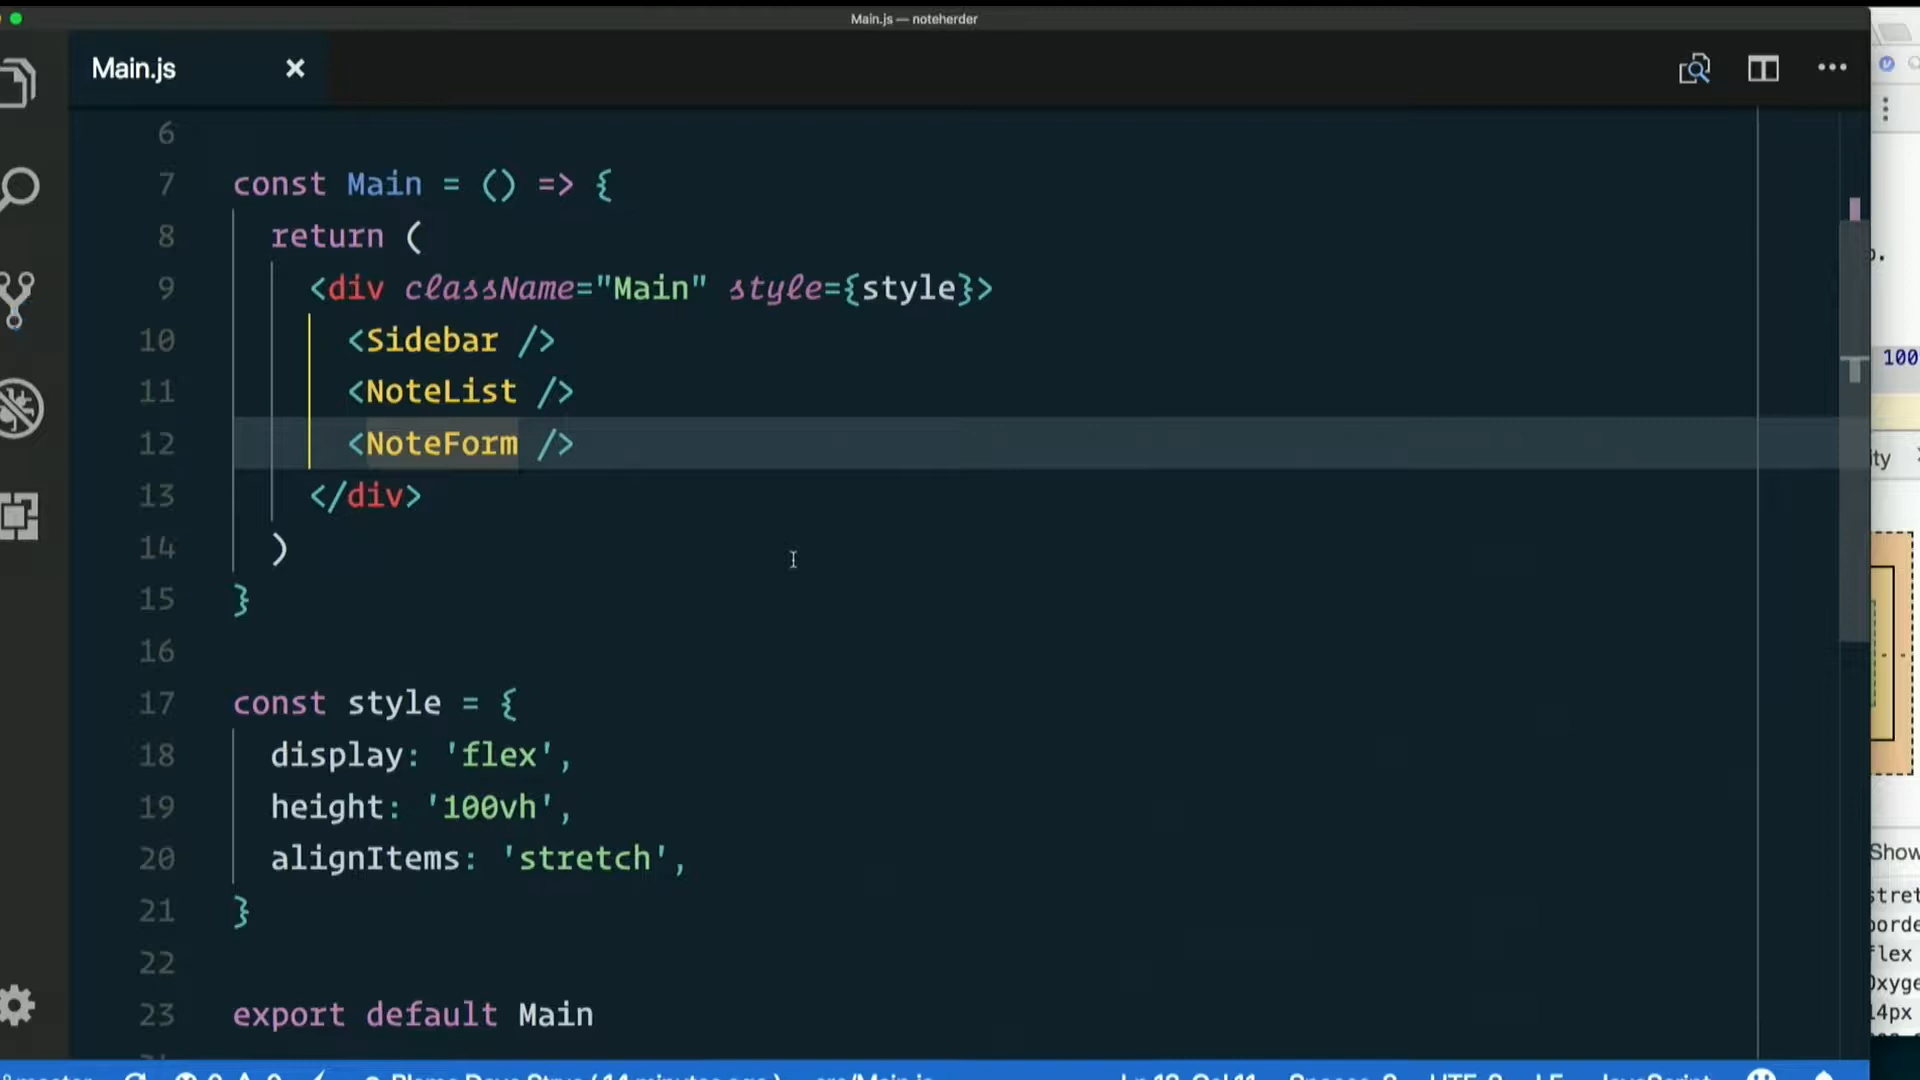 Main.js — noteherder
Main.js
6
7 const Main = () => {
8 return (
9 <div className="Main" style={style}>
10 <Sidebar />
11 <NoteList />
12 <NoteForm />
13 </div>
14 )
15 }
16
17 const style = {
18 display: 'flex',
19 height: '100vh',
20 alignItems: 'stretch',
21 }
22
23 export default Main
100
Show
flex
14px